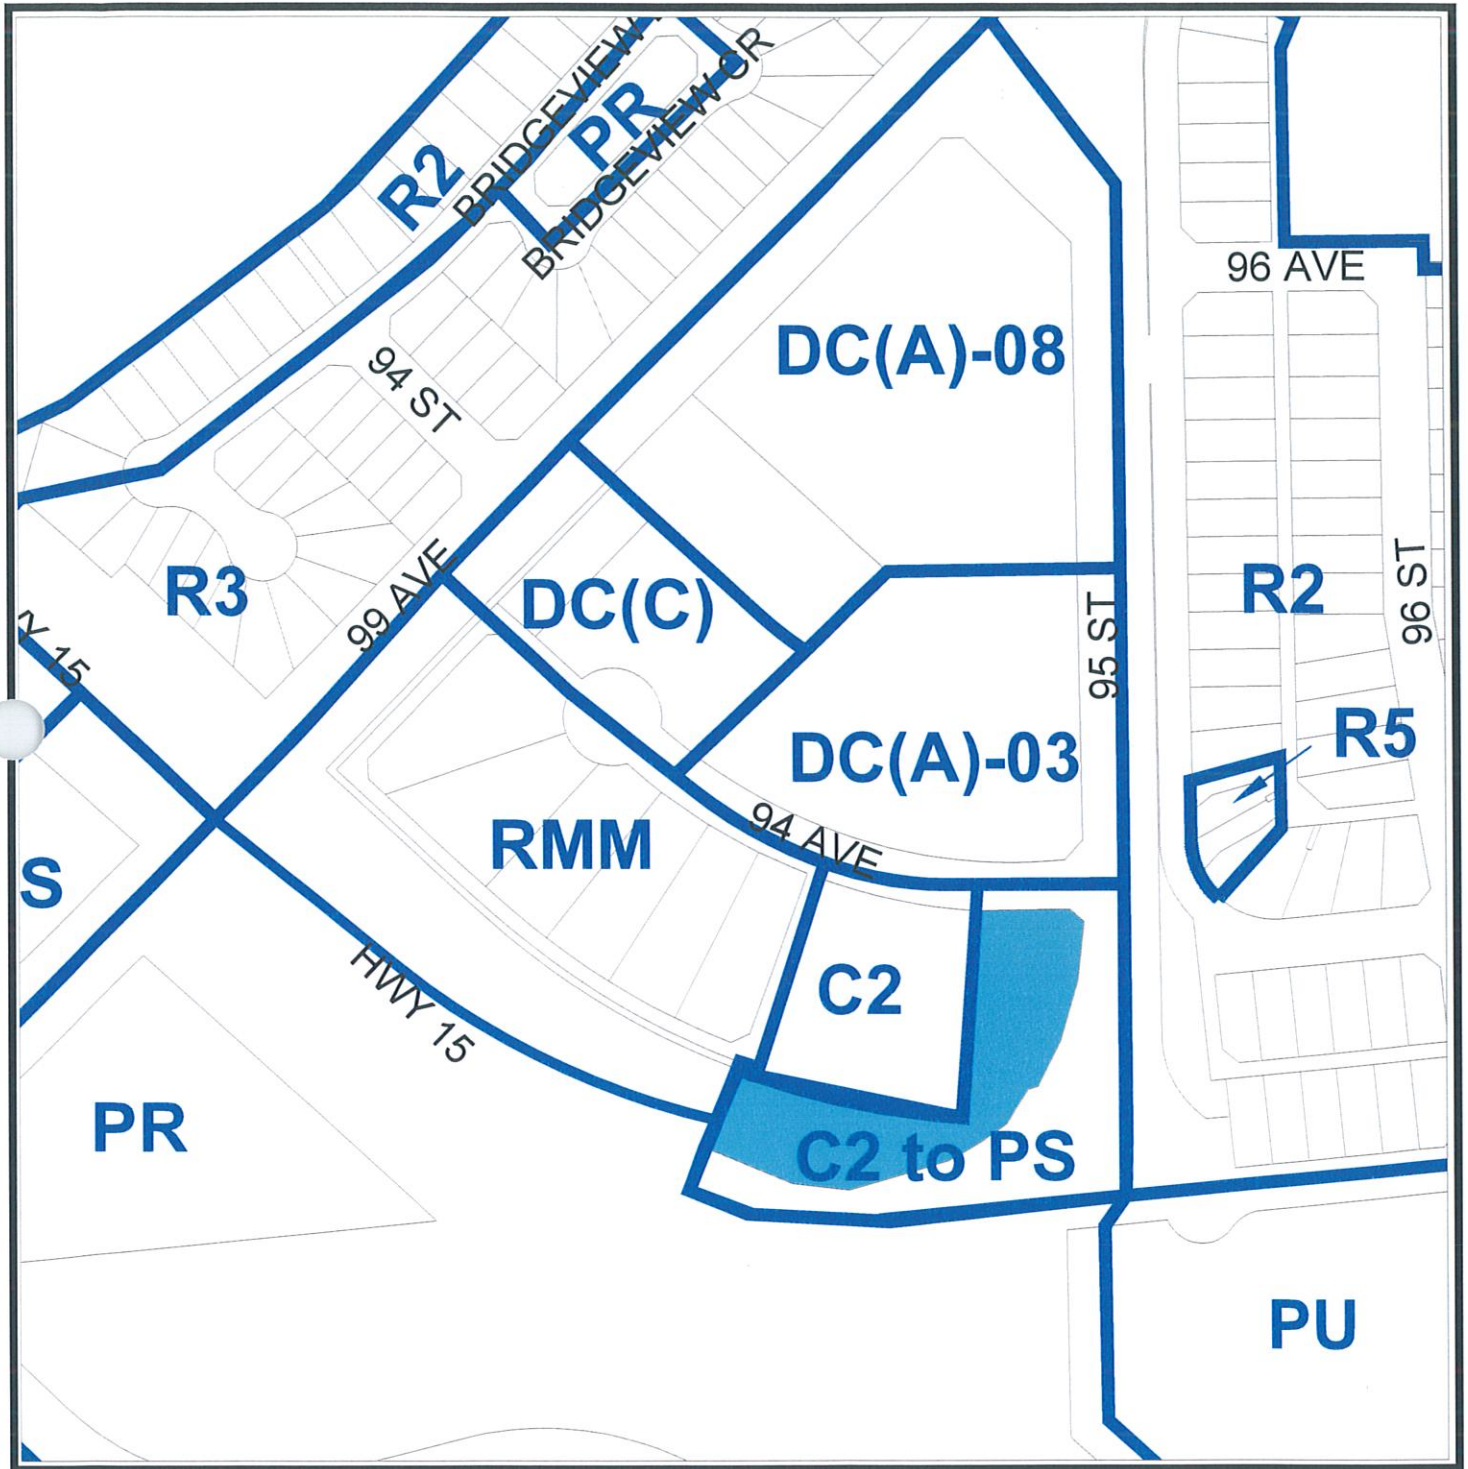 BRIDGEVIEW
PR
BRIDGEVIEW CR
R2
96 AVE
DC(A)-08
94 ST
R3
99 AVE
DC(C)
R2
96 ST
95 ST
Y 15
R5
DC(A)-03
94 AVE
RMM
S
C2
HWY 15
PR
C2 to PS
PU